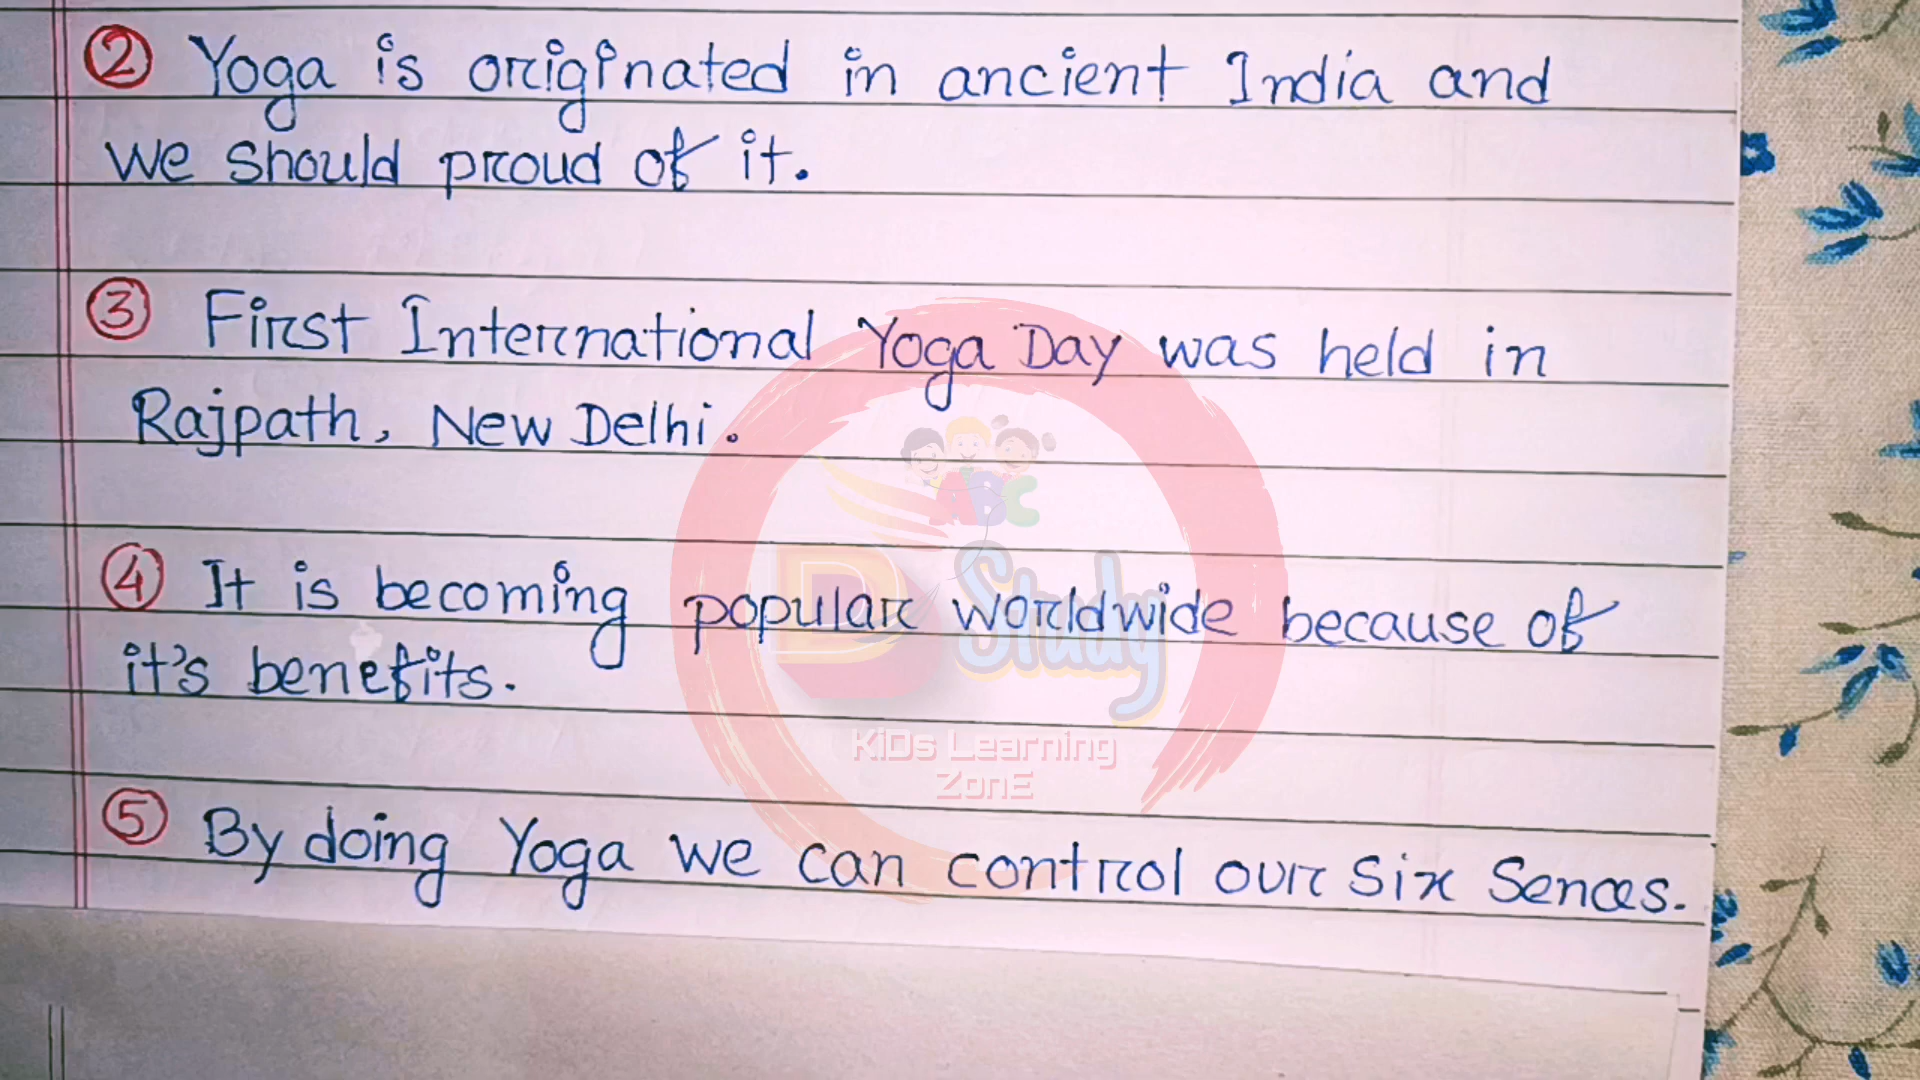 ② Yoga is originated in ancient India and
we should proud of it.
③ First International Yoga Day was held in
Rajpath, New Delhi.
ABC
D Study
KiDs Learning
ZonE
④ It is becoming popular worldwide because of
it's benefits.
⑤ By doing Yoga we can control our six Sences.